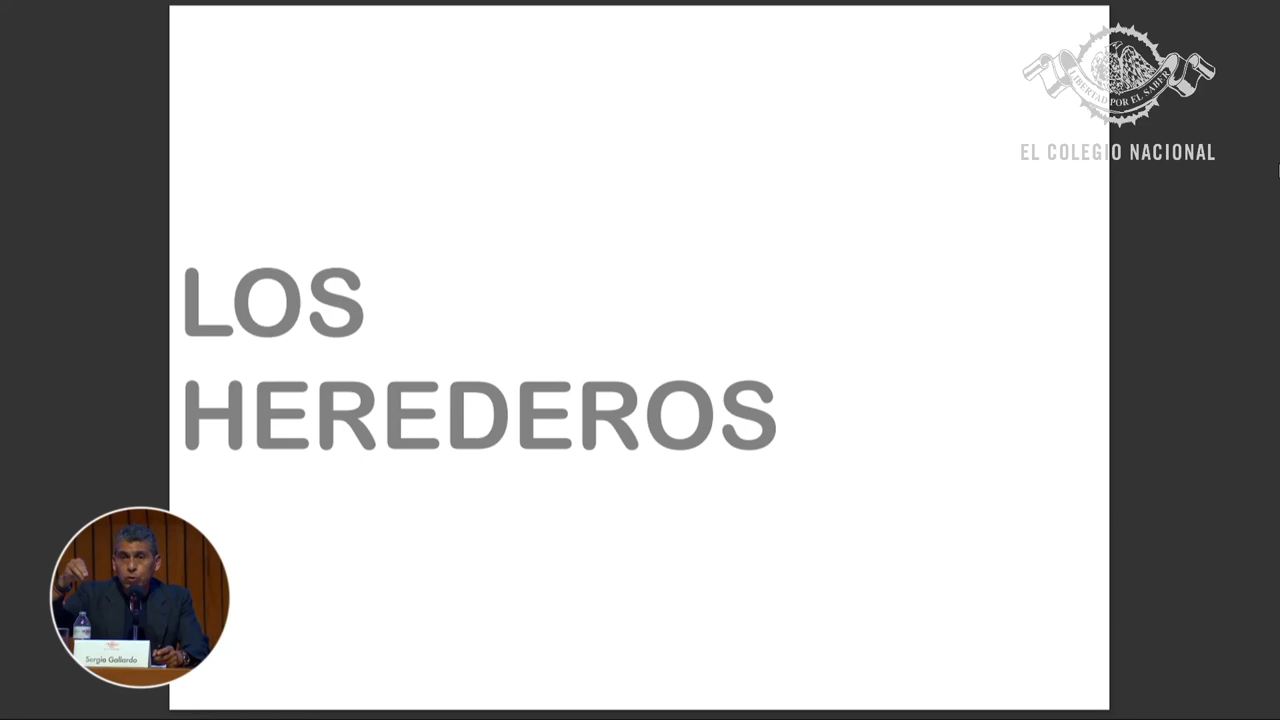 LIBERTAD POR EL SABER
EL COLEGIO NACIONAL
LOS
HEREDEROS
Sergio Gallardo